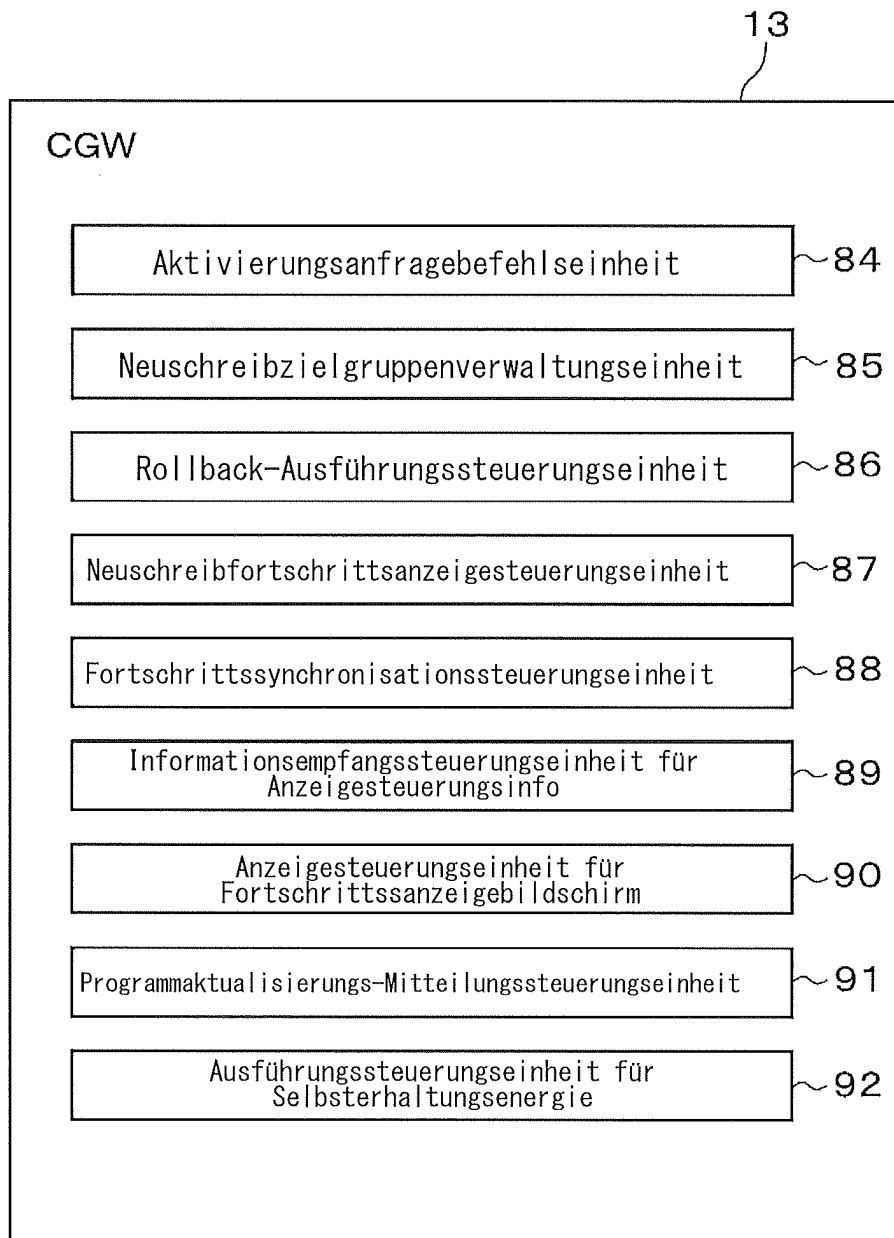 13
CGW
Aktivierungsanfragebefehlseinheit
84
Neuschreibzielgruppenverwaltungseinheit
85
Rollback-Ausführungssteuerungseinheit
86
Neuschreibfortschrittsanzeigesteuerungseinheit
87
Fortschrittssynchronisationssteuerungseinheit
88
Informationsempfangssteuerungseinheit für
Anzeigesteuerungsinfo
89
Anzeigesteuerungseinheit für
Fortschrittssanzeigebildschirm
90
Programmaktualisierungs-Mitteilungssteuerungseinheit
91
Ausführungssteuerungseinheit für
Selbsterhaltungsenergie
92